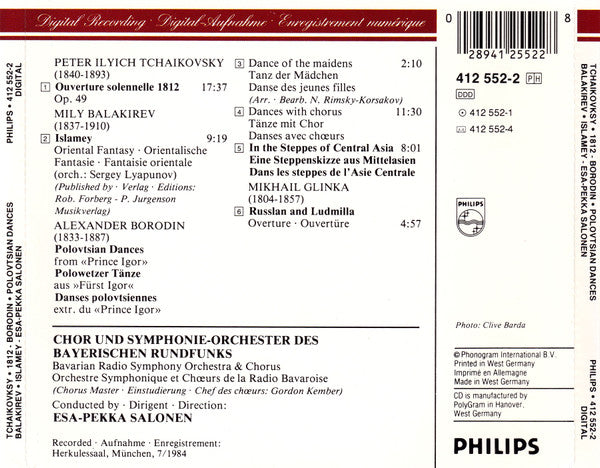 Digital Recording · Digital-Aufnahme · Enregistrement numérique
PETER ILYICH TCHAIKOVSKY
(1840-1893)
1 Ouverture solennelle 1812 17:37
Op. 49
MILY BALAKIREV
(1837-1910)
2 Islamey 9:19
Oriental Fantasy · Orientalische
Fantasie · Fantaisie orientale
(orch.: Sergey Lyapunov)
(Published by · Verlag · Editions:
Rob. Forberg - P. Jurgenson
Musikverlag)
ALEXANDER BORODIN
(1833-1887)
Polovtsian Dances
from «Prince Igor»
Polowetzer Tänze
aus »Fürst Igor«
Danses polovtsiennes
extr. du «Prince Igor»
3 Dance of the maidens 2:10
Tanz der Mädchen
Danse des jeunes filles
(Arr. · Bearb. N. Rimsky-Korsakov)
4 Dances with chorus 11:30
Tänze mit Chor
Danses avec chœurs
5 In the Steppes of Central Asia 8:01
Eine Steppenskizze aus Mittelasien
Dans les steppes de l'Asie Centrale
MIKHAIL GLINKA
(1804-1857)
6 Russlan and Ludmilla
Overture · Ouvertüre 4:57
CHOR UND SYMPHONIE-ORCHESTER DES
BAYERISCHEN RUNDFUNKS
Bavarian Radio Symphony Orchestra & Chorus
Orchestre Symphonique et Chœurs de la Radio Bavaroise
(Chorus Master · Einstudierung · Chef des chœurs: Gordon Kember)
Conducted by · Dirigent · Direction:
ESA-PEKKA SALONEN
Recorded · Aufnahme · Enregistrement:
Herkulessaal, München, 7/1984
0 8
28941 25522
412 552-2 PH
DDD
412 552-1
412 552-4
PHILIPS
Photo: Clive Barda
© Phonogram International B.V.
Printed in West Germany
Imprimé en Allemagne
Made in West Germany
CD is manufactured by
PolyGram in Hanover,
West Germany
PHILIPS
TCHAIKOVKSY • 1812 • BORODIN • POLOVTSIAN DANCES
BALAKIREV • ISLAMEY - ESA-PEKKA SALONEN
PHILIPS • 412 552-2
DIGITAL
TCHAIKOVKSY • 1812 • BORODIN • POLOVTSIAN DANCES
BALAKIREV • ISLAMEY - ESA-PEKKA SALONEN
PHILIPS • 412 552-2
DIGITAL